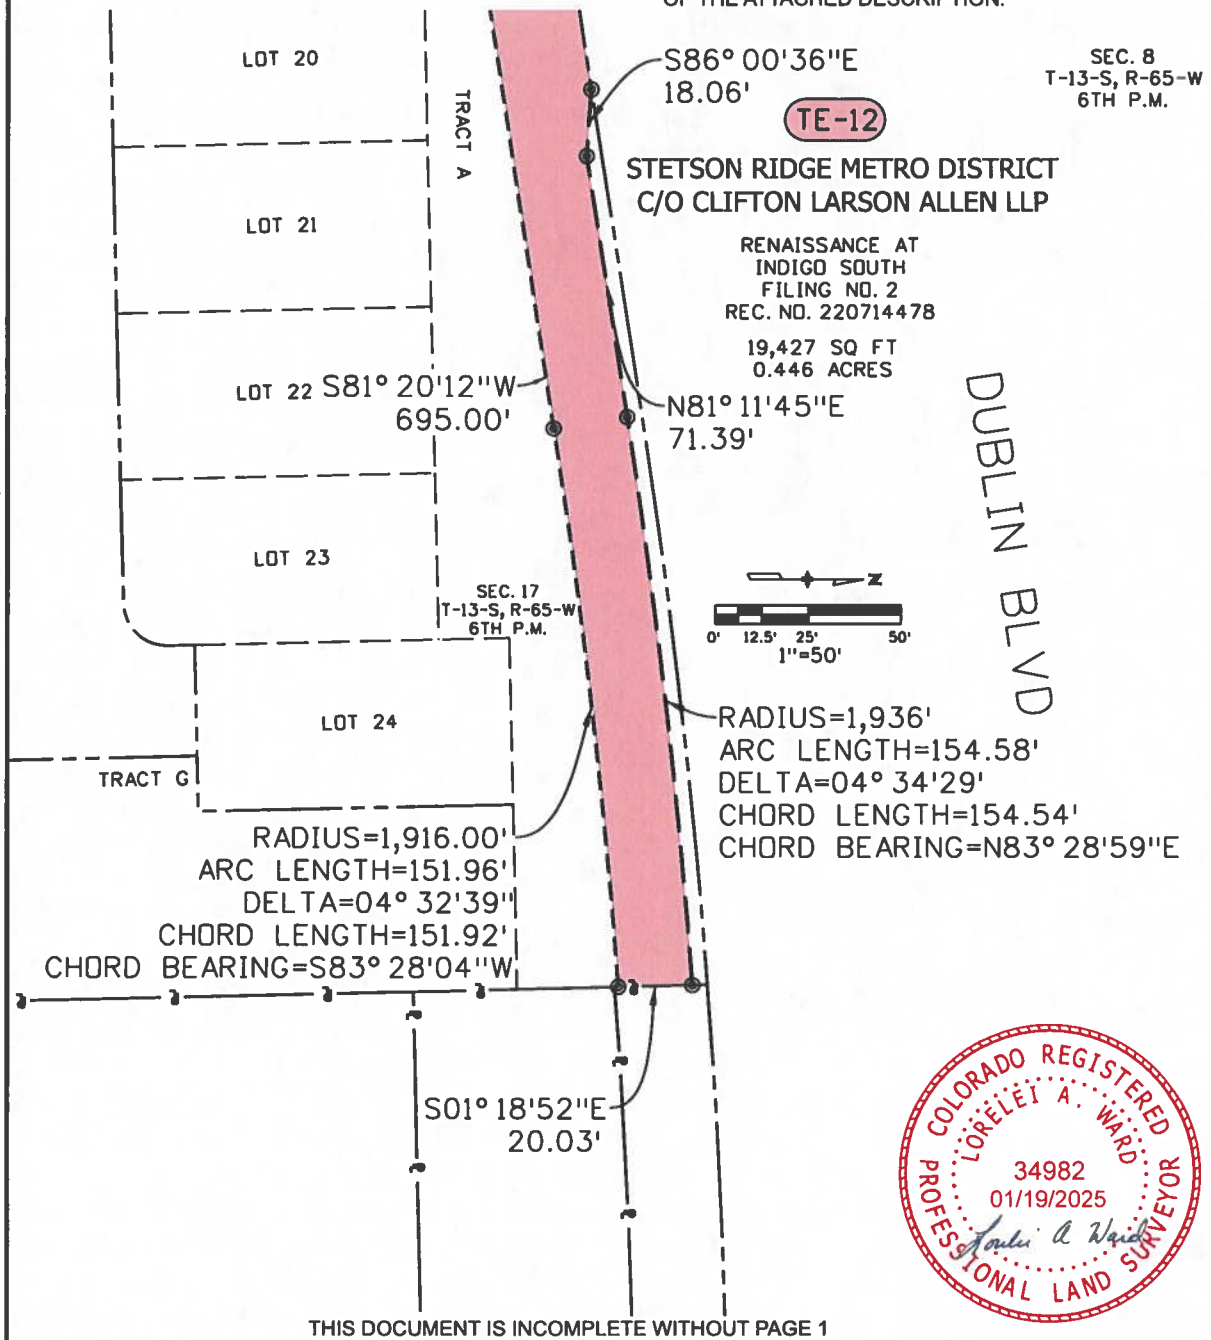 OF THE ATTACHED DESCRIPTION.
LOT 20
S86° 00'36"E
18.06'
SEC. 8
T-13-S, R-65-W
6TH P.M.
TRACT A
TE-12
STETSON RIDGE METRO DISTRICT
C/O CLIFTON LARSON ALLEN LLP
LOT 21
RENAISSANCE AT
INDIGO SOUTH
FILING NO. 2
REC. NO. 220714478
19,427 SQ FT
0.446 ACRES
LOT 22
S81° 20'12"W
695.00'
N81° 11'45"E
71.39'
DUBLIN BLVD
LOT 23
SEC. 17
T-13-S, R-65-W
6TH P.M.
N
0' 12.5' 25' 50'
1"=50'
LOT 24
TRACT G
RADIUS=1,936'
ARC LENGTH=154.58'
DELTA=04° 34'29'
CHORD LENGTH=154.54'
CHORD BEARING=N83° 28'59"E
RADIUS=1,916.00'
ARC LENGTH=151.96'
DELTA=04° 32'39"
CHORD LENGTH=151.92'
CHORD BEARING=S83° 28'04"W
S01° 18'52"E
20.03'
COLORADO REGISTERED
LORELEI A. WARD
34982
01/19/2025
Lorelei A Ward
PROFESSIONAL LAND SURVEYOR
THIS DOCUMENT IS INCOMPLETE WITHOUT PAGE 1